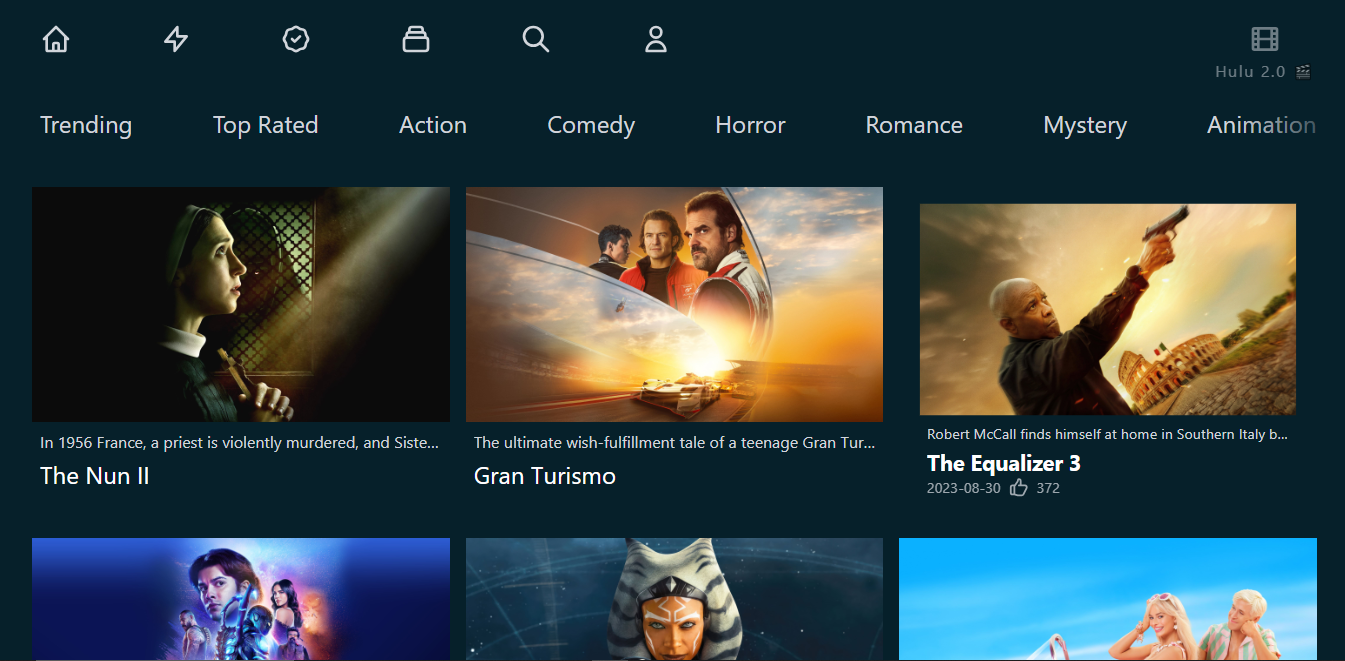 Hulu 2.0
Trending Top Rated Action Comedy Horror Romance Mystery Animation
In 1956 France, a priest is violently murdered, and Siste...
The Nun II
The ultimate wish-fulfillment tale of a teenage Gran Tur...
Gran Turismo
Robert McCall finds himself at home in Southern Italy b...
The Equalizer 3
2023-08-30 372